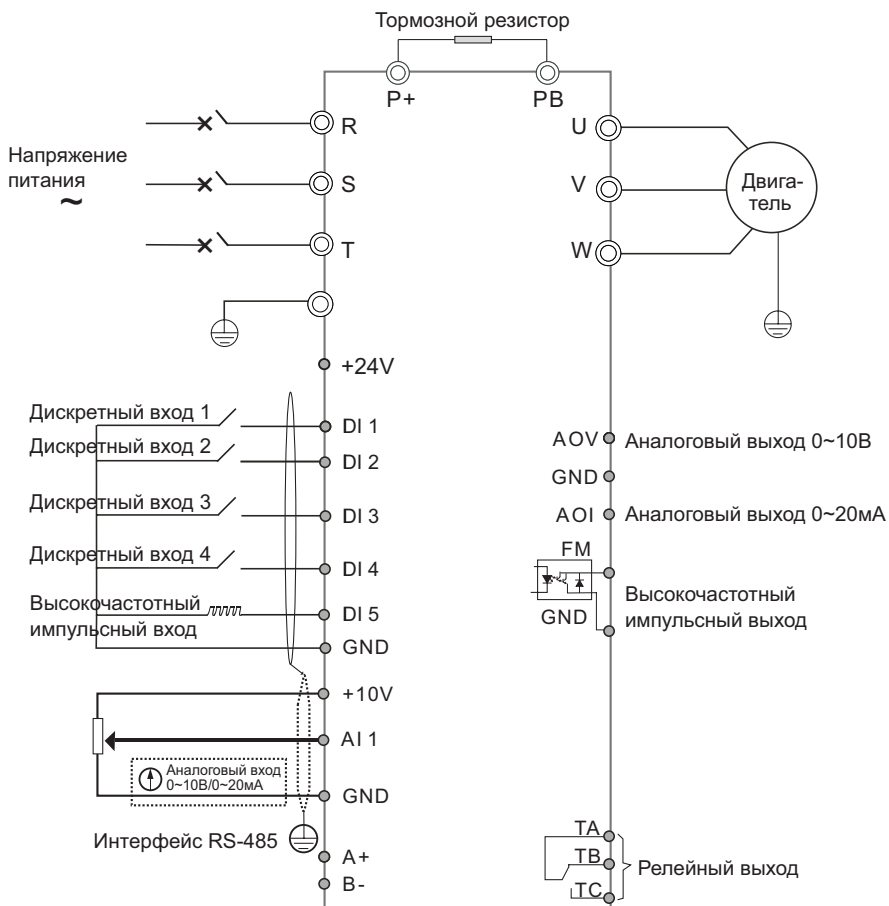 Тормозной резистор
P+
PB
R
U
Напряжение
питания
~
S
V
Двига-
тель
T
W
+24V
Дискретный вход 1
DI 1
Дискретный вход 2
DI 2
Дискретный вход 3
DI 3
Дискретный вход 4
DI 4
Высокочастотный
импульсный вход
DI 5
GND
+10V
AI 1
Аналоговый вход
0~10В/0~20мА
GND
Интерфейс RS-485
A+
B-
AOV
Аналоговый выход 0~10В
GND
AOI
Аналоговый выход 0~20мА
FM
Высокочастотный
импульсный выход
GND
TA
TB
Релейный выход
TC